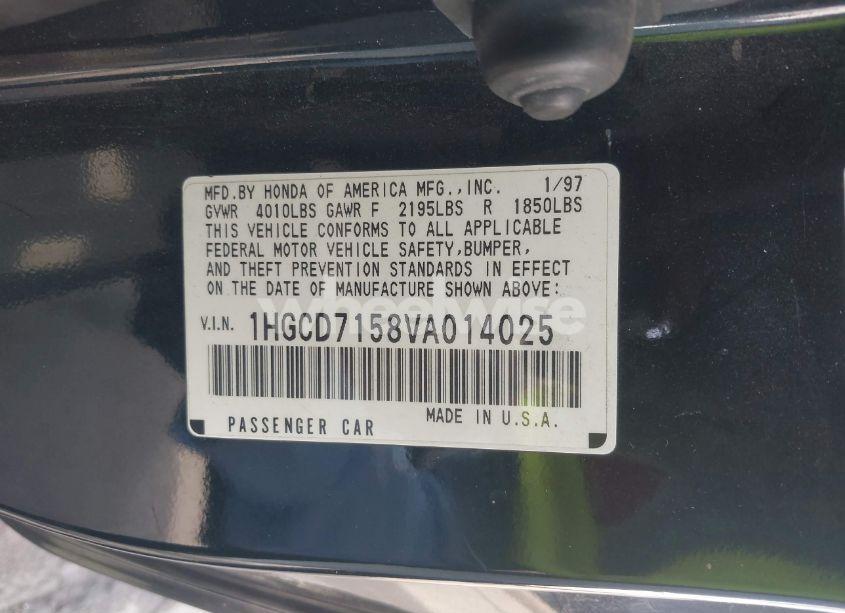 MFD.BY HONDA OF AMERICA MFG.,INC. 1/97
GVWR 4010LBS GAWR F 2195LBS R 1850LBS
THIS VEHICLE CONFORMS TO ALL APPLICABLE
FEDERAL MOTOR VEHICLE SAFETY,BUMPER,
AND THEFT PREVENTION STANDARDS IN EFFECT
ON THE DATE OF MANUFACTURE SHOWN ABOVE:
wheelwise
V.I.N. 1HGCD7158VA014025
PASSENGER CAR MADE IN U.S.A.